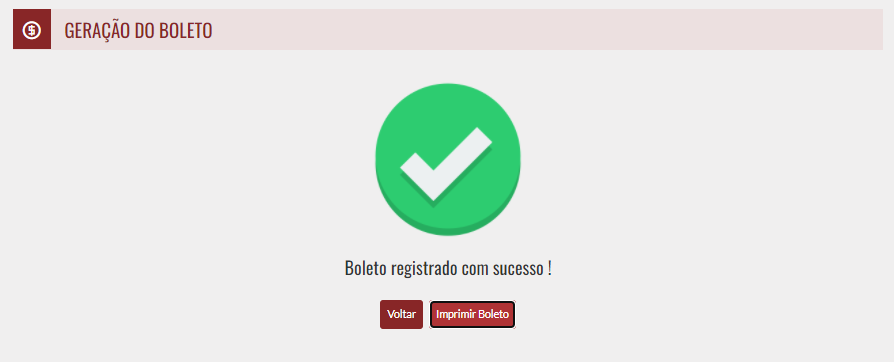 GERAÇÃO DO BOLETO
Boleto registrado com sucesso !
Voltar Imprimir Boleto